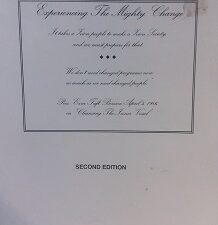 Experiencing The Mighty Change
It takes a Zion people to make a Zion Society
and we must prepare for that
We don't need changed programs now
as much as we need changed people
Pres. Ezra Taft Benson April 5, 1986
in "Cleansing The Inner Vessel"
SECOND EDITION